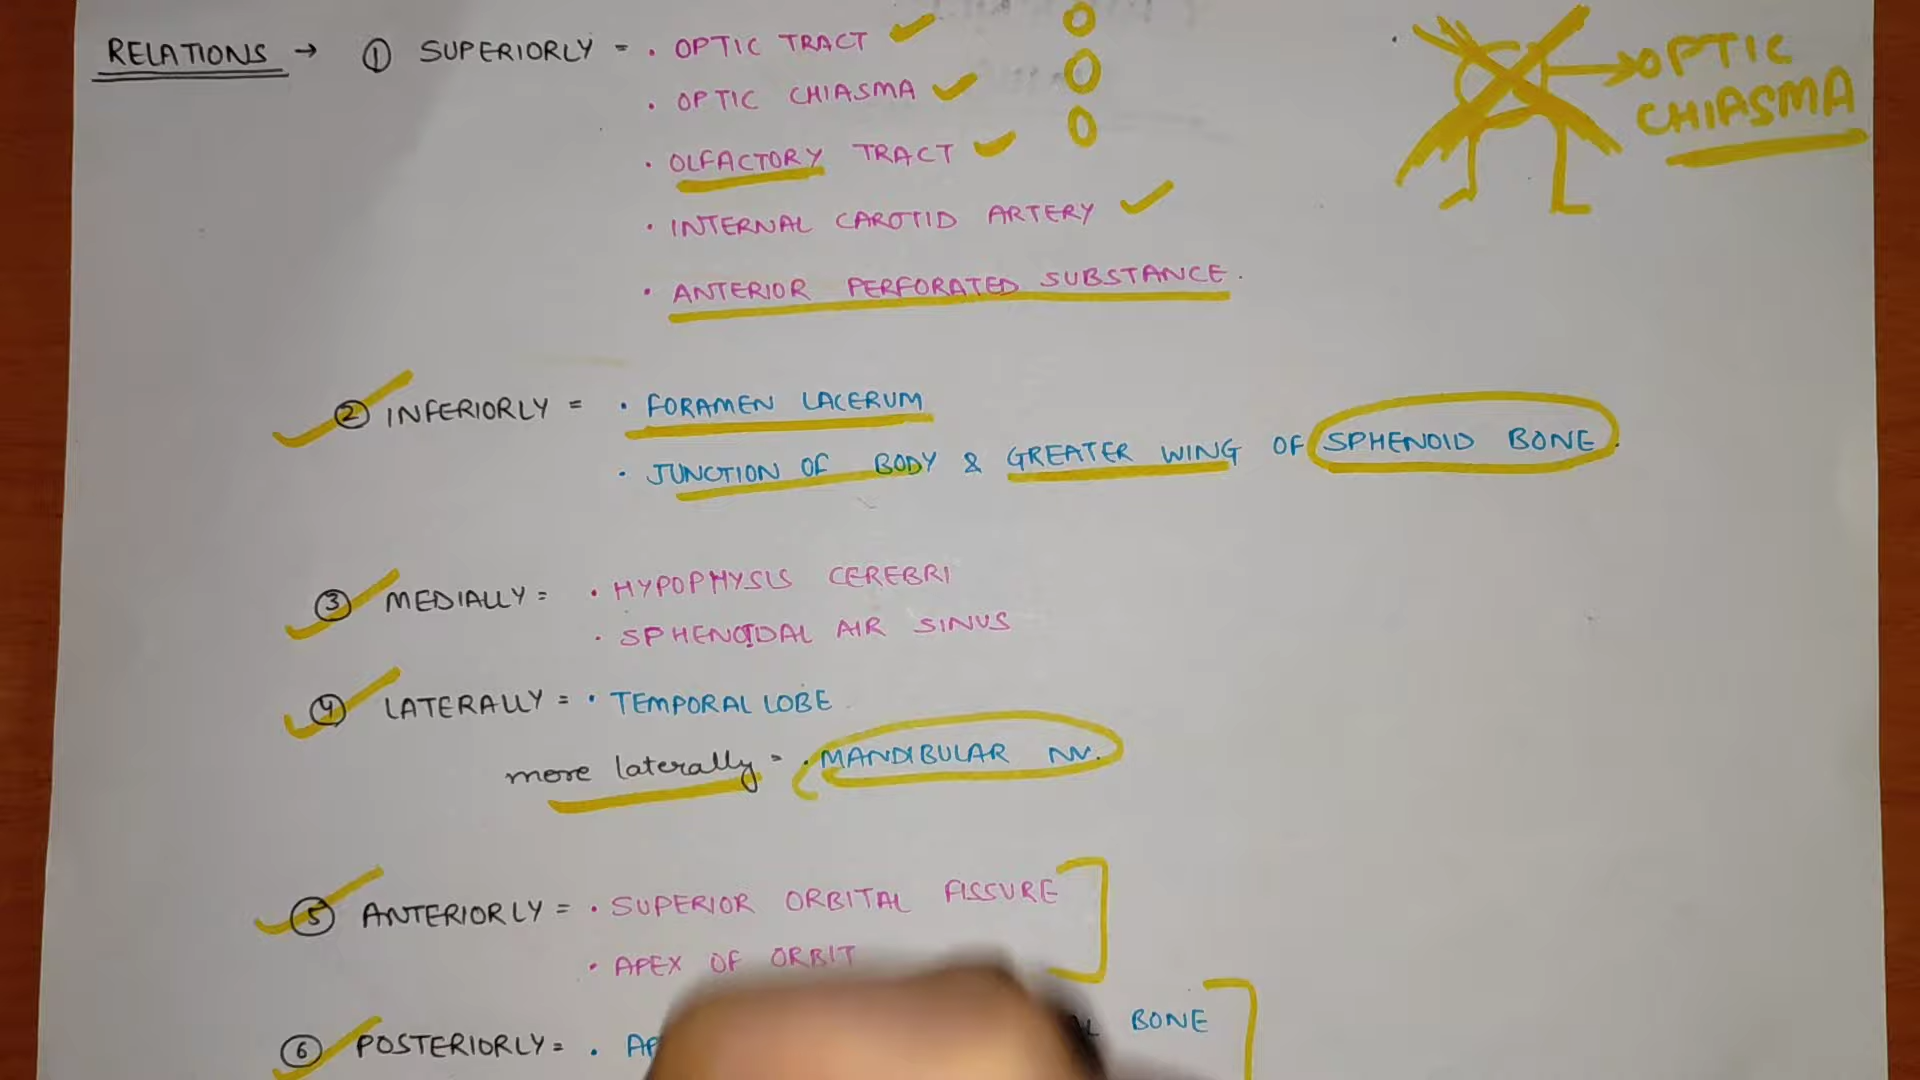 RELATIONS → ① SUPERIORLY = • OPTIC TRACT
• OPTIC CHIASMA
• OLFACTORY TRACT
• INTERNAL CAROTID ARTERY
• ANTERIOR PERFORATED SUBSTANCE.
OPTIC
CHIASMA
② INFERIORLY = • FORAMEN LACERUM
• JUNCTION OF BODY & GREATER WING OF SPHENOID BONE.
③ MEDIALLY = • HYPOPHYSIS CEREBRI
• SPHENOIDAL AIR SINUS
④ LATERALLY = • TEMPORAL LOBE
more laterally = • MANDIBULAR NV.
⑤ ANTERIORLY = • SUPERIOR ORBITAL FISSURE
• APEX OF ORBIT
⑥ POSTERIORLY = • BONE